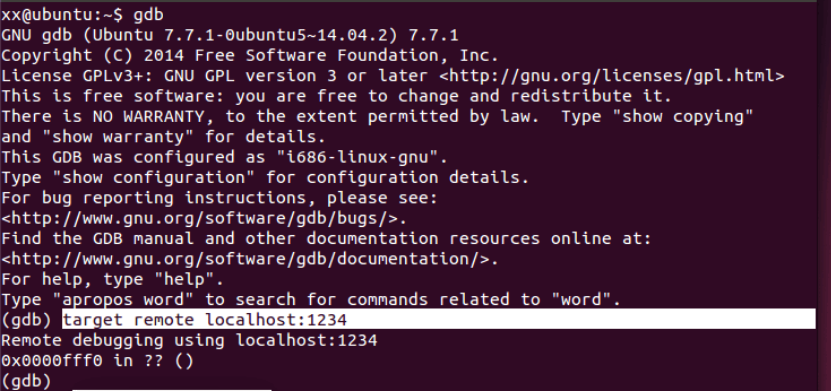 xx@ubuntu:~$ gdb
GNU gdb (Ubuntu 7.7.1-0ubuntu5~14.04.2) 7.7.1
Copyright (C) 2014 Free Software Foundation, Inc.
License GPLv3+: GNU GPL version 3 or later <http://gnu.org/licenses/gpl.html>
This is free software: you are free to change and redistribute it.
There is NO WARRANTY, to the extent permitted by law.  Type "show copying"
and "show warranty" for details.
This GDB was configured as "i686-linux-gnu".
Type "show configuration" for configuration details.
For bug reporting instructions, please see:
<http://www.gnu.org/software/gdb/bugs/>.
Find the GDB manual and other documentation resources online at:
<http://www.gnu.org/software/gdb/documentation/>.
For help, type "help".
Type "apropos word" to search for commands related to "word".
(gdb) target remote localhost:1234
Remote debugging using localhost:1234
0x0000fff0 in ?? ()
(gdb)